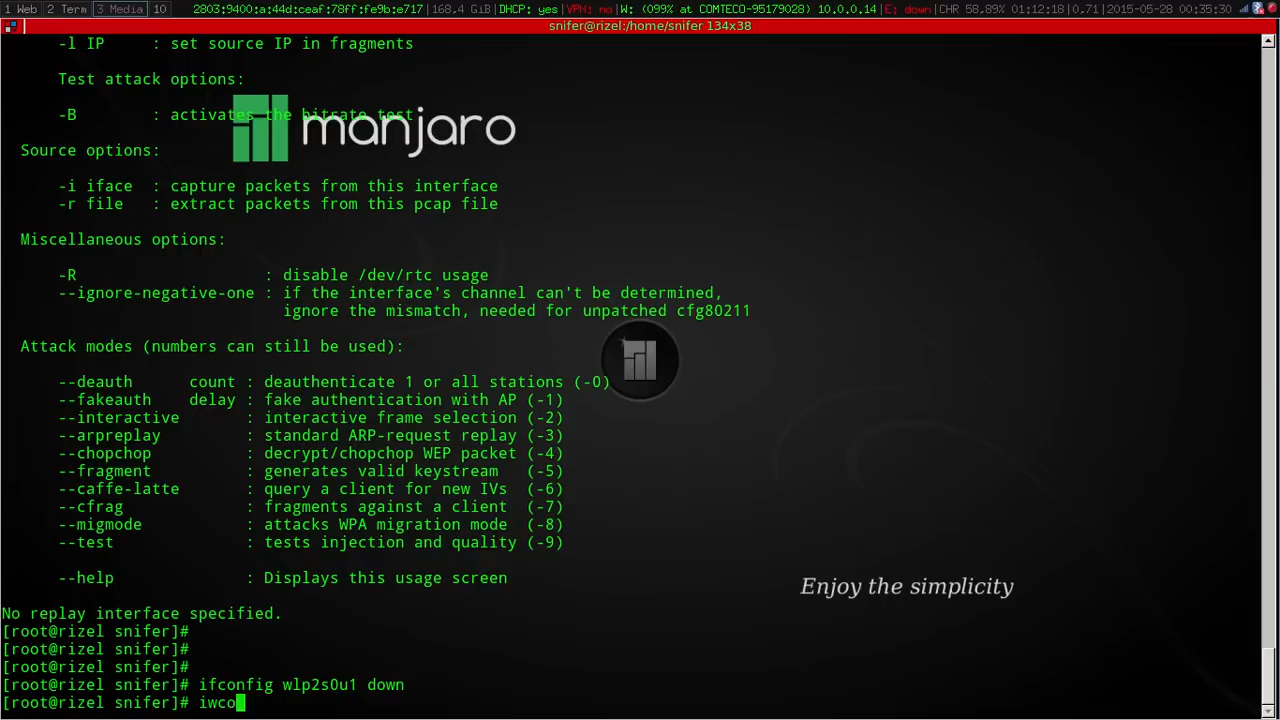 1 Web 2 Term 3 Media 10 2803:9400:a:44d:ceaf:78ff:fe9b:e717|168.4 GiB|DHCP: yes|VPN: no|W: (099% at COMTECO-95179028) 10.0.0.14|E: down|CHR 58,89% 01:12:18|0,71|2015-05-28 00:35:30
snifer@rizel:/home/snifer 134x38
-l IP : set source IP in fragments
Test attack options:
-B : activates the bitrate test
manjaro
Source options:
-i iface : capture packets from this interface
-r file : extract packets from this pcap file
Miscellaneous options:
-R : disable /dev/rtc usage
--ignore-negative-one : if the interface's channel can't be determined,
ignore the mismatch, needed for unpatched cfg80211
Attack modes (numbers can still be used):
--deauth count : deauthenticate 1 or all stations (-0)
--fakeauth delay : fake authentication with AP (-1)
--interactive : interactive frame selection (-2)
--arpreplay : standard ARP-request replay (-3)
--chopchop : decrypt/chopchop WEP packet (-4)
--fragment : generates valid keystream (-5)
--caffe-latte : query a client for new IVs (-6)
--cfrag : fragments against a client (-7)
--migmode : attacks WPA migration mode (-8)
--test : tests injection and quality (-9)
--help : Displays this usage screen
Enjoy the simplicity
No replay interface specified.
[root@rizel snifer]#
[root@rizel snifer]#
[root@rizel snifer]#
[root@rizel snifer]# ifconfig wlp2s0u1 down
[root@rizel snifer]# iwco